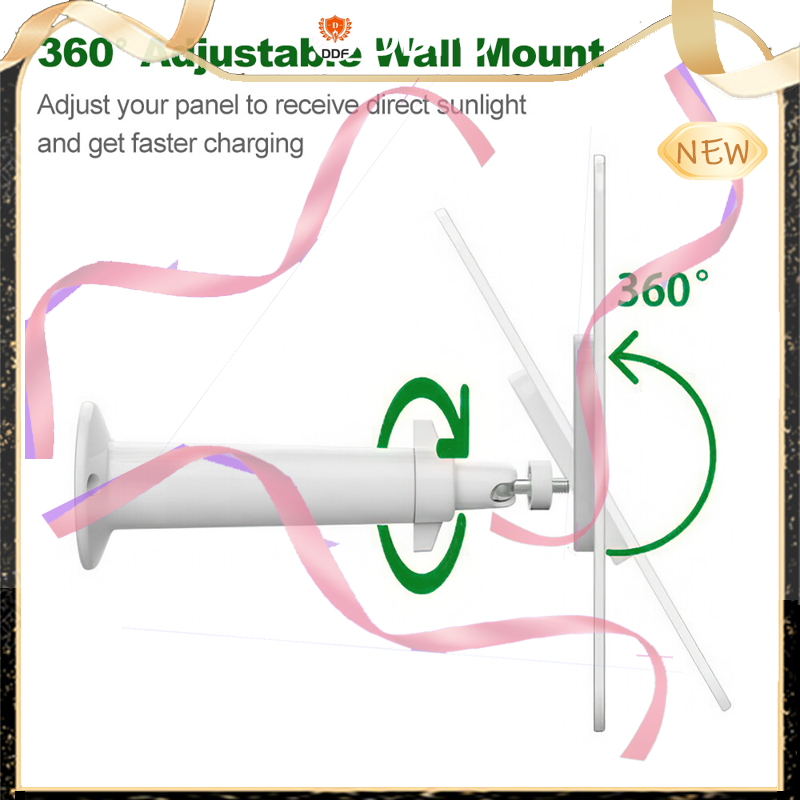 360° Adjustable Wall Mount
DDF
Adjust your panel to receive direct sunlight
and get faster charging
NEW
360°